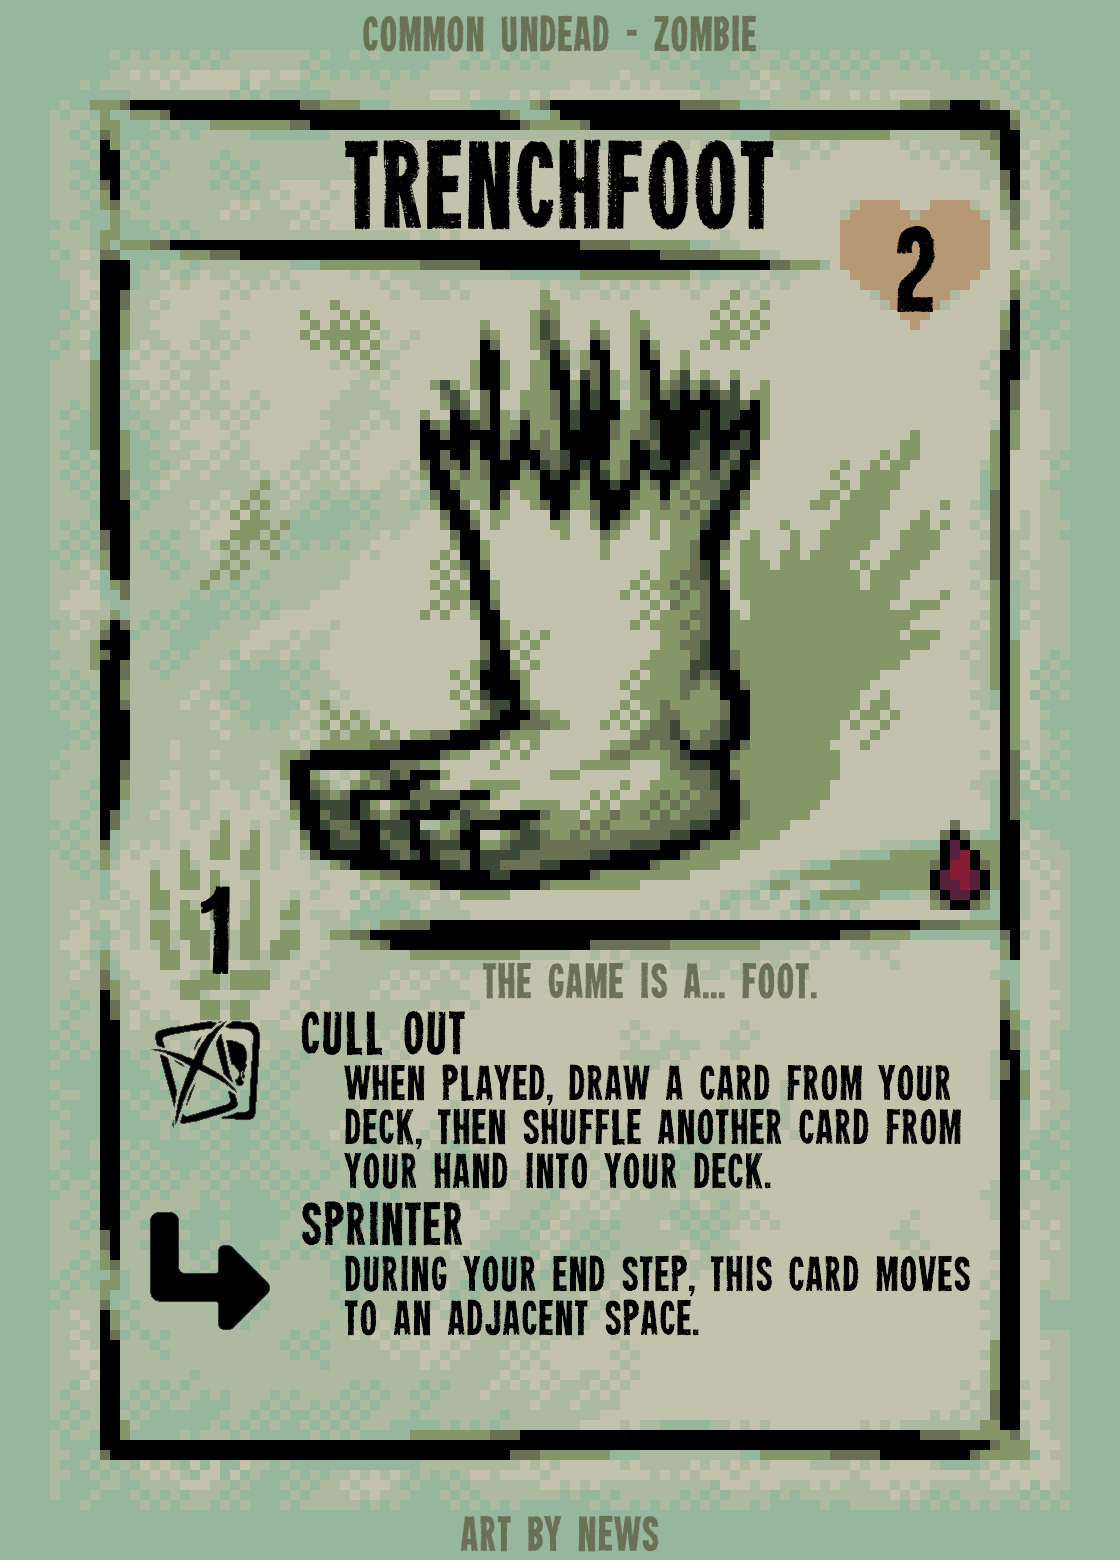 COMMON UNDEAD - ZOMBIE
TRENCHFOOT
2
1
THE GAME IS A... FOOT.
CULL OUT
WHEN PLAYED, DRAW A CARD FROM YOUR
DECK, THEN SHUFFLE ANOTHER CARD FROM
YOUR HAND INTO YOUR DECK.
SPRINTER
DURING YOUR END STEP, THIS CARD MOVES
TO AN ADJACENT SPACE.
ART BY NEWS